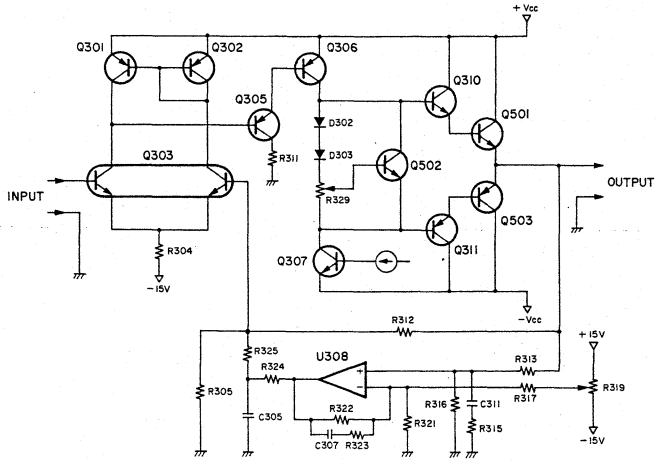 + Vcc
Q301
Q302
Q306
Q310
Q305
Q501
D302
Q303
R311
D303
Q502
INPUT
OUTPUT
R329
Q503
Q311
R304
Q307
-15V
- Vcc
R312
+15V
R325
U308
R313
R324
+
R305
-
R317
R319
R322
R316
C311
C305
R321
R315
C307
R323
-15V